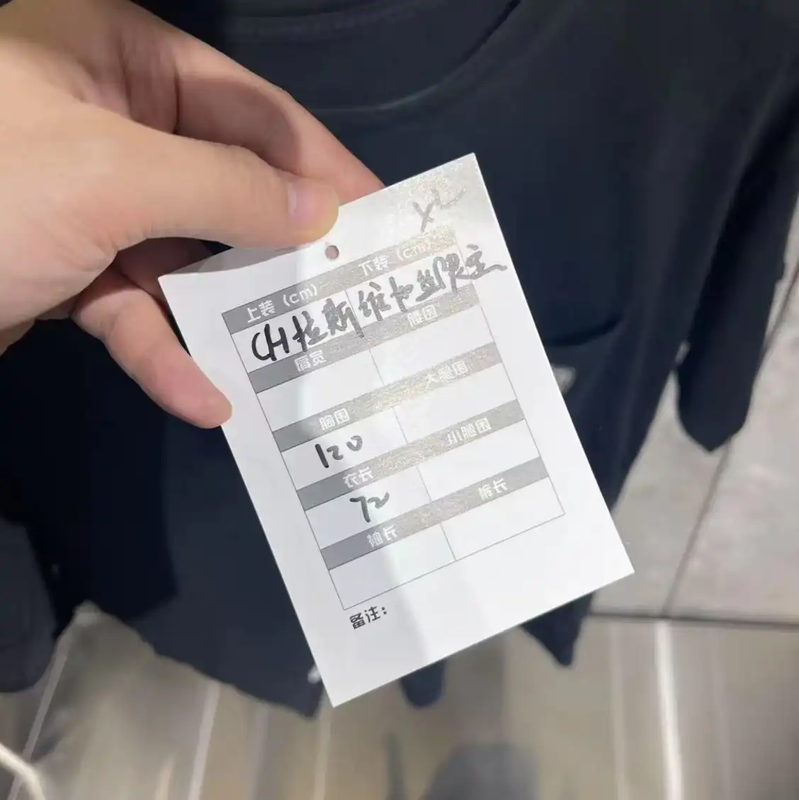 XL
上装（cm） 下装（cm）
CH拉斯维加斯限定
肩宽 腰围
胸围 大腿围
120
衣长 小腿围
72
袖长 裤长
备注：